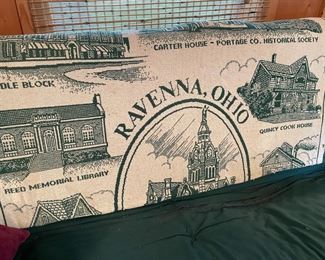 CARTER HOUSE - PORTAGE CO. HISTORICAL SOCIETY
DLE BLOCK
RAVENNA, OHIO
QUINCY COOK HOUSE
REED MEMORIAL LIBRARY